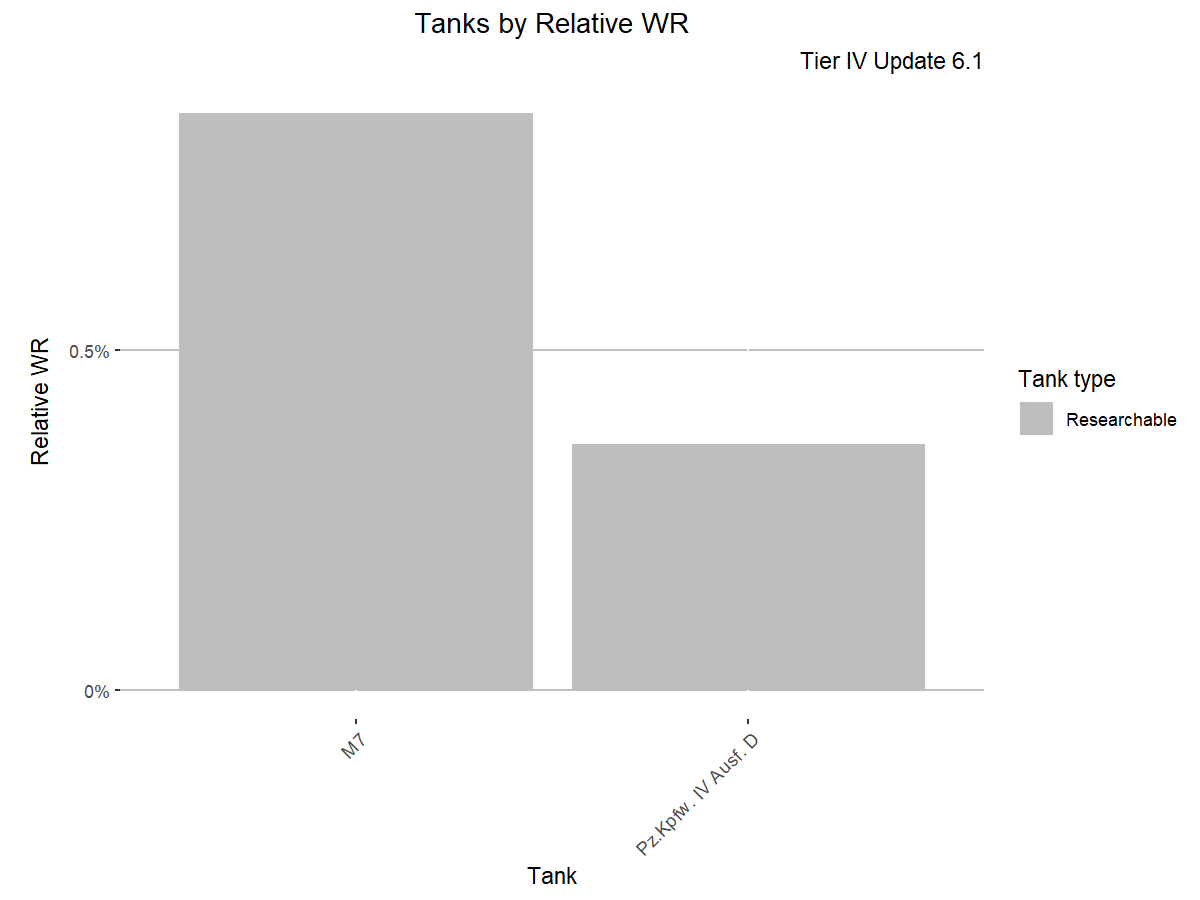 Tanks by Relative WR
Tier IV Update 6.1
Relative WR
0.5%
0%
M7
Pz.Kpfw. IV Ausf. D
Tank
Tank type
Researchable